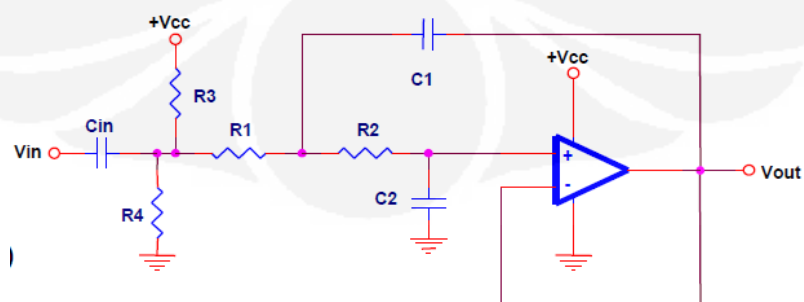 +Vcc
+Vcc
C1
R3
Cin
R1
R2
Vin
+
-
Vout
R4
C2
)